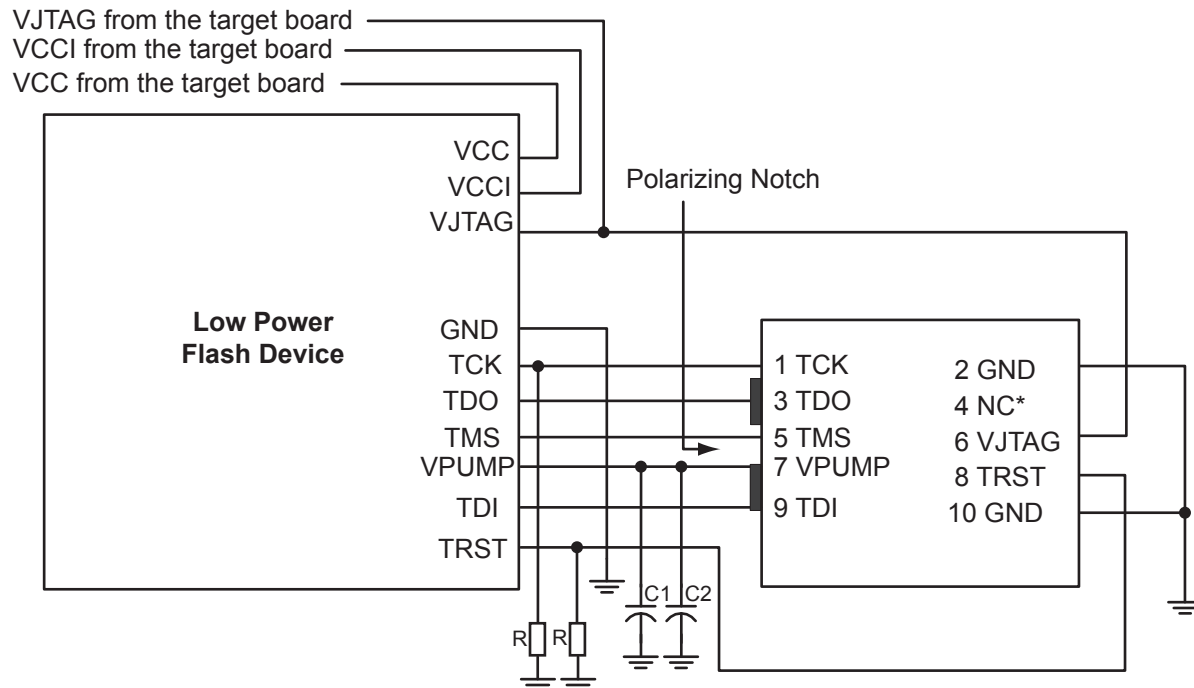 VJTAG from the target board
VCCI from the target board
VCC from the target board
VCC
VCCI
VJTAG
Polarizing Notch
Low Power
Flash Device
GND
TCK
TDO
TMS
VPUMP
TDI
TRST
1 TCK
3 TDO
5 TMS
7 VPUMP
9 TDI
2 GND
4 NC*
6 VJTAG
8 TRST
10 GND
C1
C2
R
R